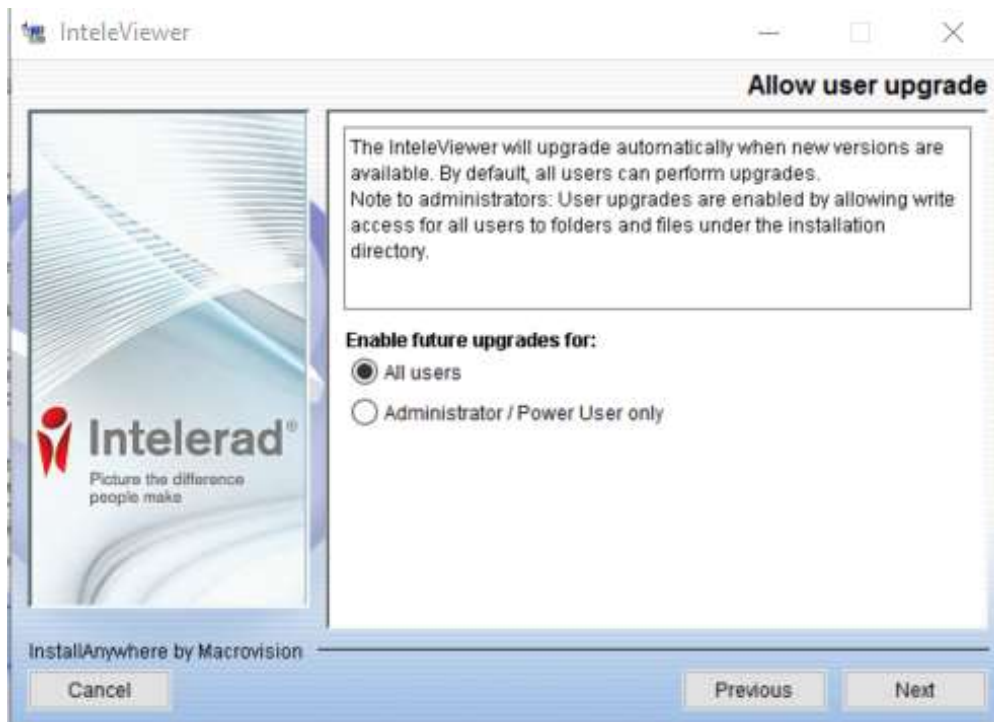 InteleViewer
Allow user upgrade
The InteleViewer will upgrade automatically when new versions are
available. By default, all users can perform upgrades.
Note to administrators: User upgrades are enabled by allowing write
access for all users to folders and files under the installation
directory.
Enable future upgrades for:
All users
Administrator / Power User only
Intelerad®
Picture the difference
people make
InstallAnywhere by Macrovision
Cancel
Previous
Next